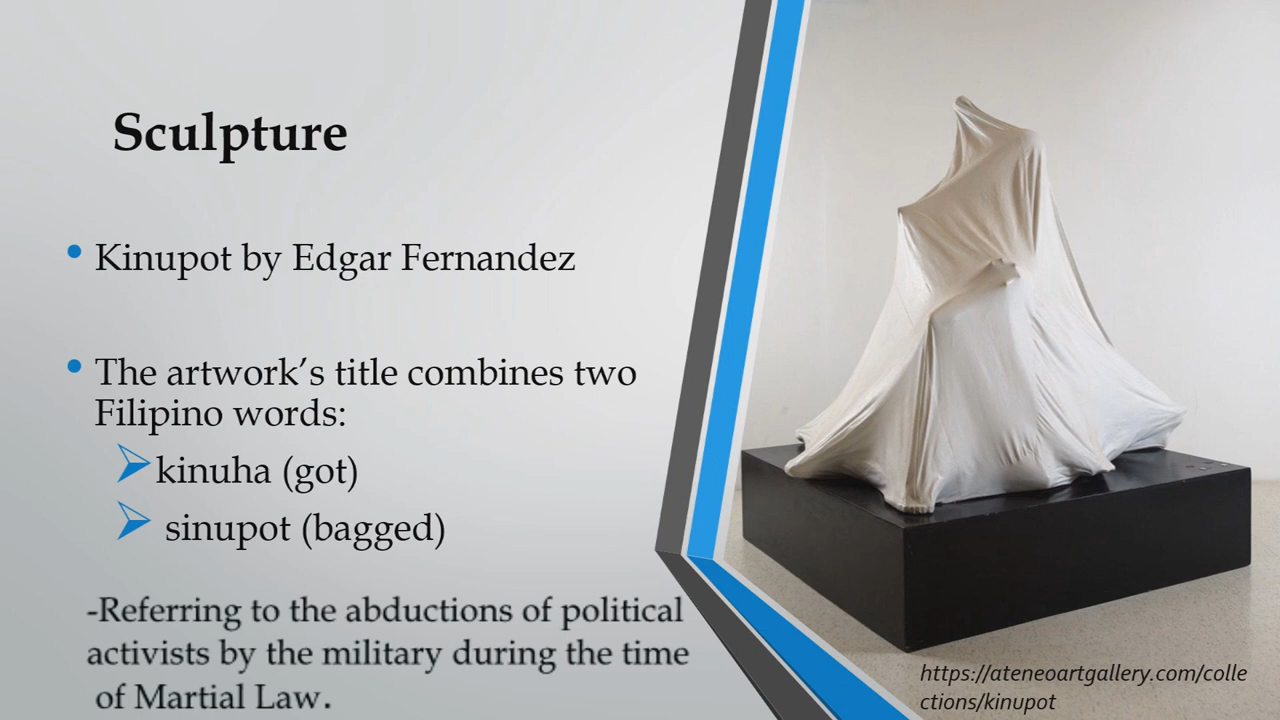 Sculpture
• Kinupot by Edgar Fernandez
• The artwork’s title combines two
Filipino words:
➢kinuha (got)
➢ sinupot (bagged)
-Referring to the abductions of political
activists by the military during the time
of Martial Law.
https://ateneoartgallery.com/colle
ctions/kinupot